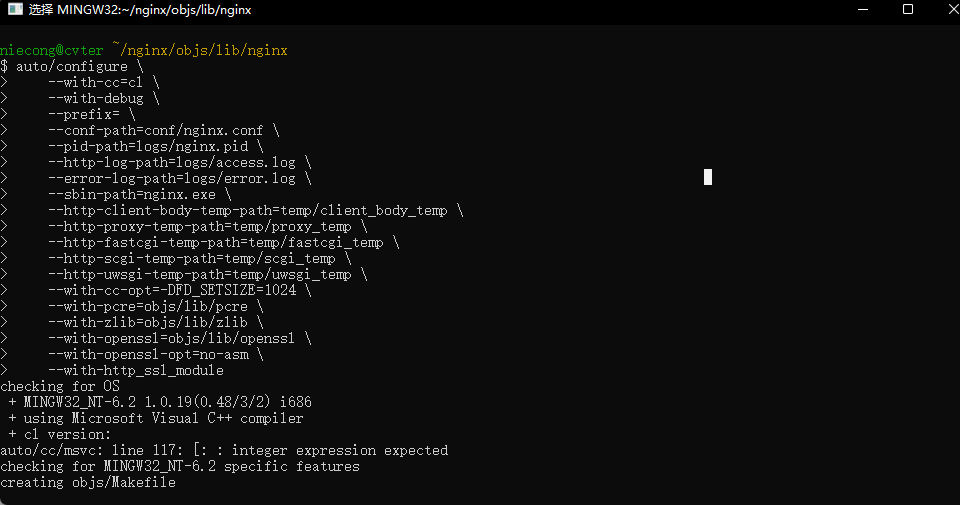 选择 MINGW32:~/nginx/objs/lib/nginx
niecong@cvter ~/nginx/objs/lib/nginx
$ auto/configure \
>     --with-cc=cl \
>     --with-debug \
>     --prefix= \
>     --conf-path=conf/nginx.conf \
>     --pid-path=logs/nginx.pid \
>     --http-log-path=logs/access.log \
>     --error-log-path=logs/error.log \
>     --sbin-path=nginx.exe \
>     --http-client-body-temp-path=temp/client_body_temp \
>     --http-proxy-temp-path=temp/proxy_temp \
>     --http-fastcgi-temp-path=temp/fastcgi_temp \
>     --http-scgi-temp-path=temp/scgi_temp \
>     --http-uwsgi-temp-path=temp/uwsgi_temp \
>     --with-cc-opt=-DFD_SETSIZE=1024 \
>     --with-pcre=objs/lib/pcre \
>     --with-zlib=objs/lib/zlib \
>     --with-openssl=objs/lib/openssl \
>     --with-openssl-opt=no-asm \
>     --with-http_ssl_module
checking for OS
 + MINGW32_NT-6.2 1.0.19(0.48/3/2) i686
 + using Microsoft Visual C++ compiler
 + cl version:
auto/cc/msvc: line 117: [: : integer expression expected
checking for MINGW32_NT-6.2 specific features
creating objs/Makefile